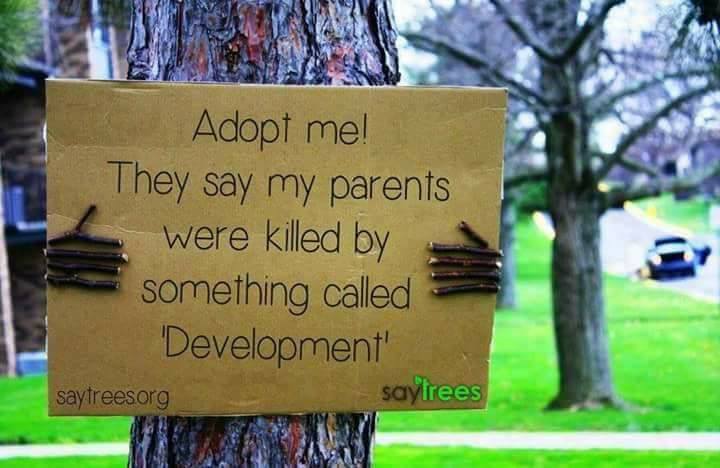 Adopt me!
They say my parents
were killed by
something called
'Development'
saytrees.org
saytrees